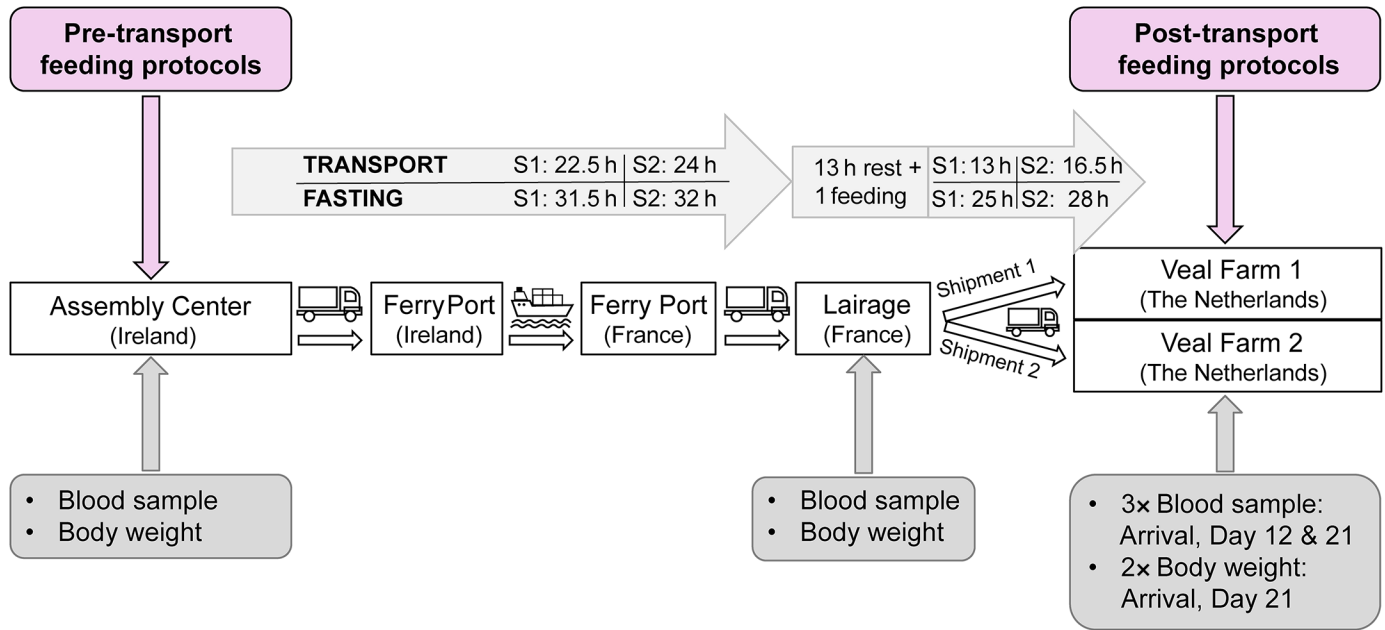 Pre-transport
feeding protocols
Post-transport
feeding protocols
TRANSPORT S1: 22.5 h | S2: 24 h
FASTING S1: 31.5 h | S2: 32 h
13 h rest +
1 feeding
S1: 13 h | S2: 16.5 h
S1: 25 h | S2: 28 h
Assembly Center
(Ireland)
Ferry Port
(Ireland)
Ferry Port
(France)
Lairage
(France)
Shipment 1
Shipment 2
Veal Farm 1
(The Netherlands)
Veal Farm 2
(The Netherlands)
• Blood sample
• Body weight
• Blood sample
• Body weight
• 3× Blood sample:
Arrival, Day 12 & 21
• 2× Body weight:
Arrival, Day 21